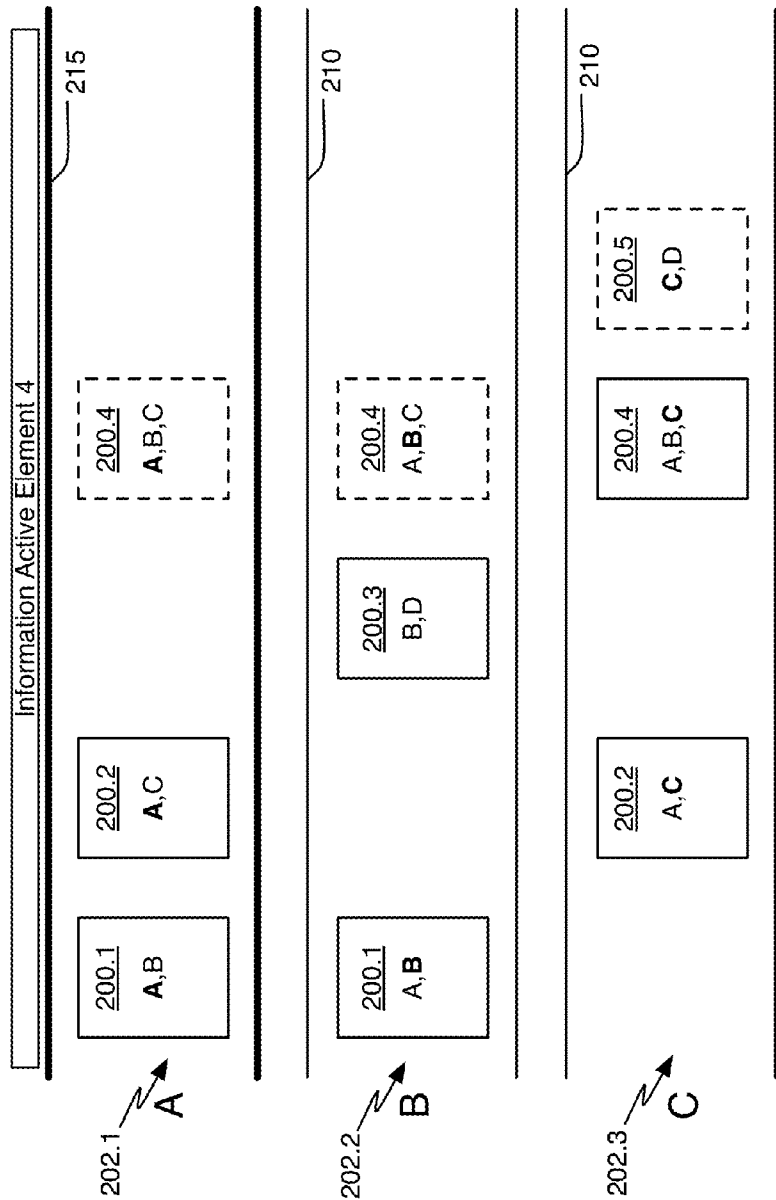 Information Active Element 4
215
202.1
A
200.1
A,B
200.2
A,C
200.4
A,B,C
210
202.2
B
200.1
A,B
200.3
B,D
200.4
A,B,C
210
202.3
C
200.2
A,C
200.4
A,B,C
200.5
C,D